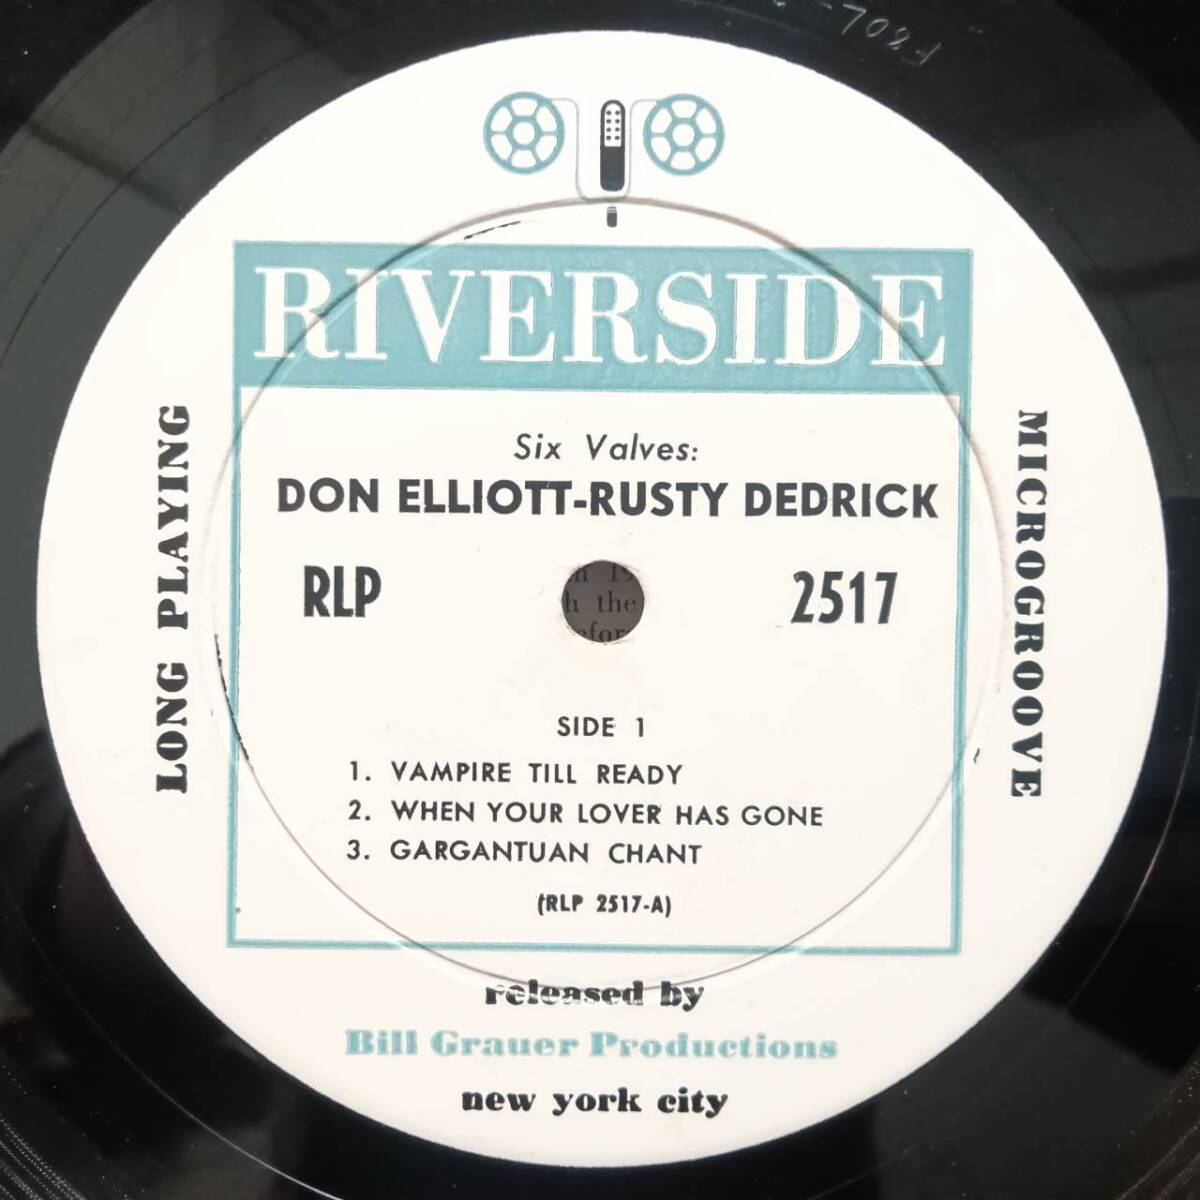 RIVERSIDE
LONG PLAYING
MICROGROOVE
Six Valves:
DON ELLIOTT-RUSTY DEDRICK
RLP 2517
h the
SIDE 1
1. VAMPIRE TILL READY
2. WHEN YOUR LOVER HAS GONE
3. GARGANTUAN CHANT
(RLP 2517-A)
released by
Bill Grauer Productions
new york city